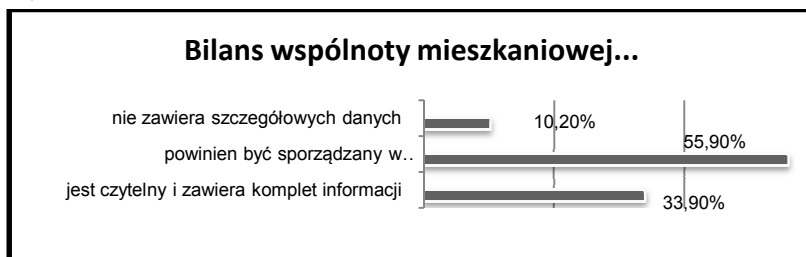 Bilans wspólnoty mieszkaniowej...
nie zawiera szczegółowych danych
10,20%
55,90%
powinien być sporządzany w..
jest czytelny i zawiera komplet informacji
33,90%